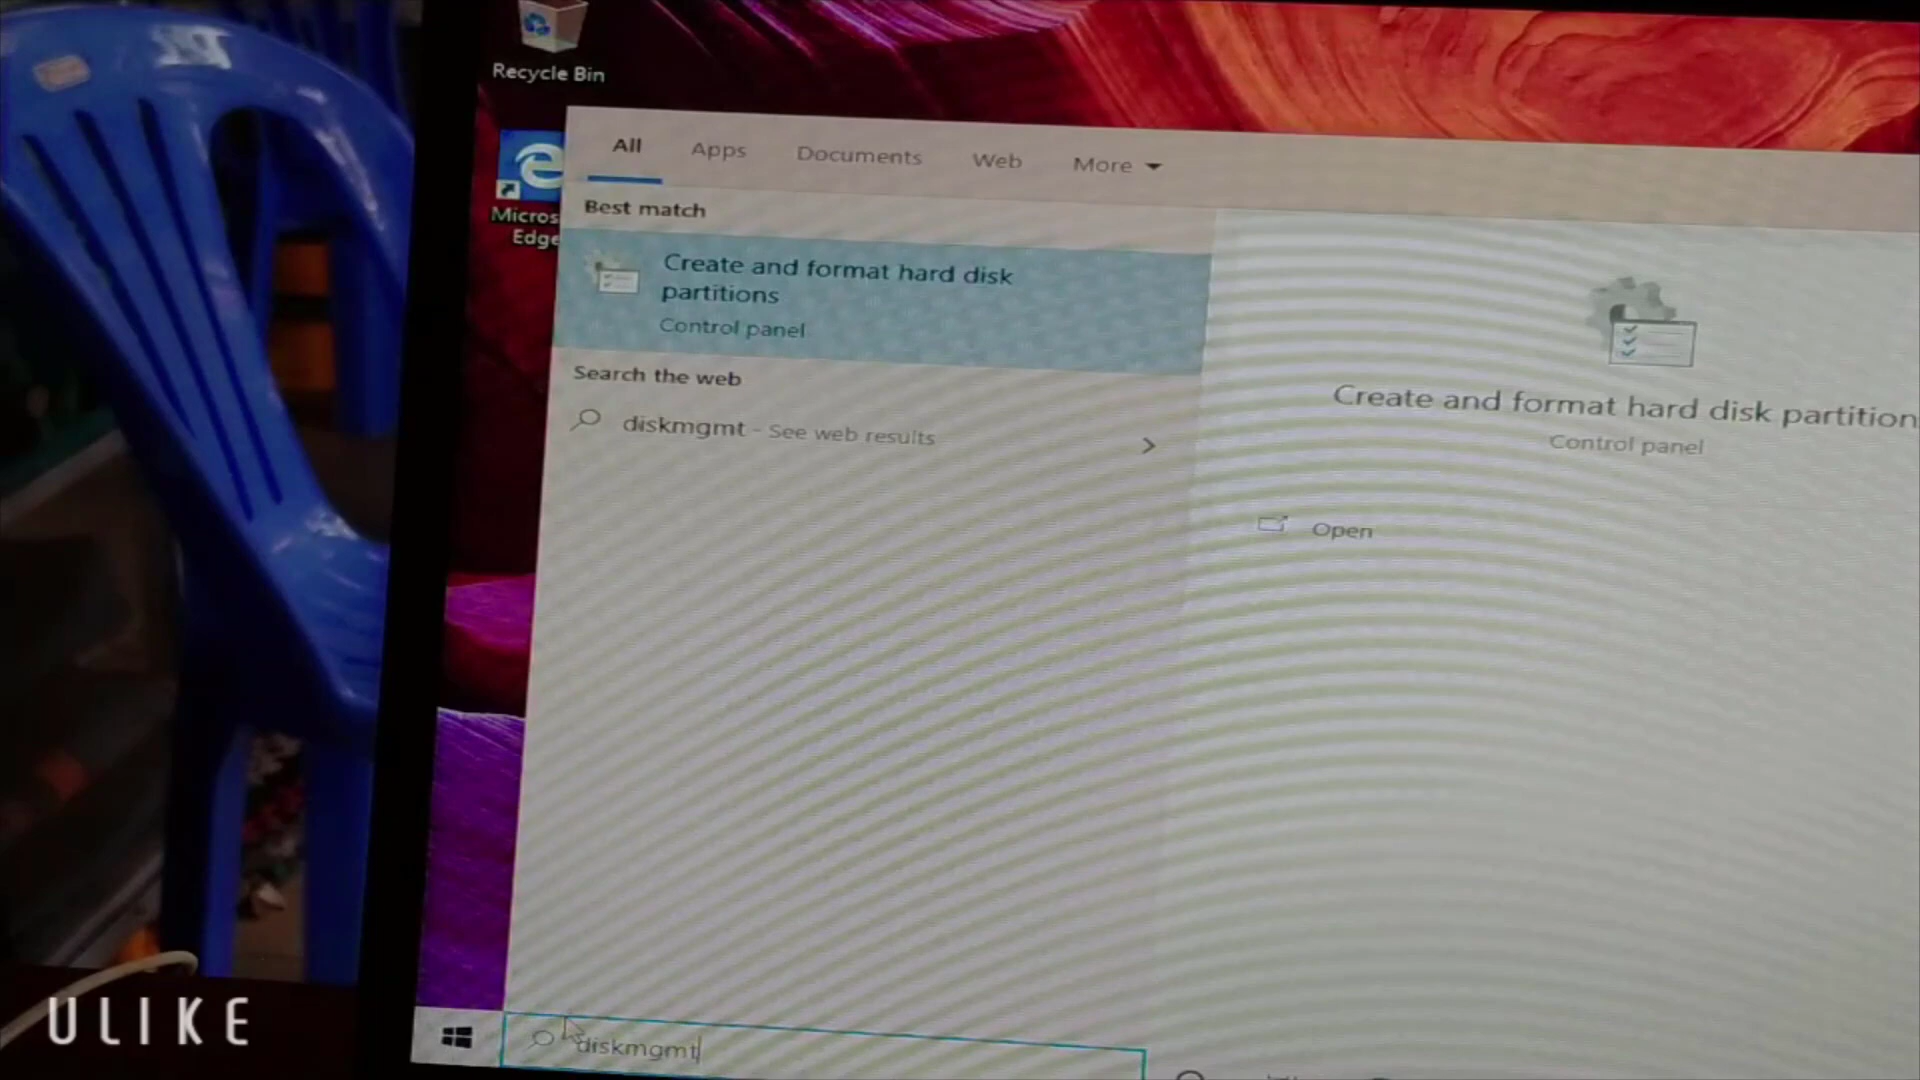 Recycle Bin
Micros
Edge
All Apps Documents Web More
Best match
Create and format hard disk
partitions
Control panel
Search the web
diskmgmt - See web results
Create and format hard disk partition
Control panel
Open
diskmgmt
ULIKE